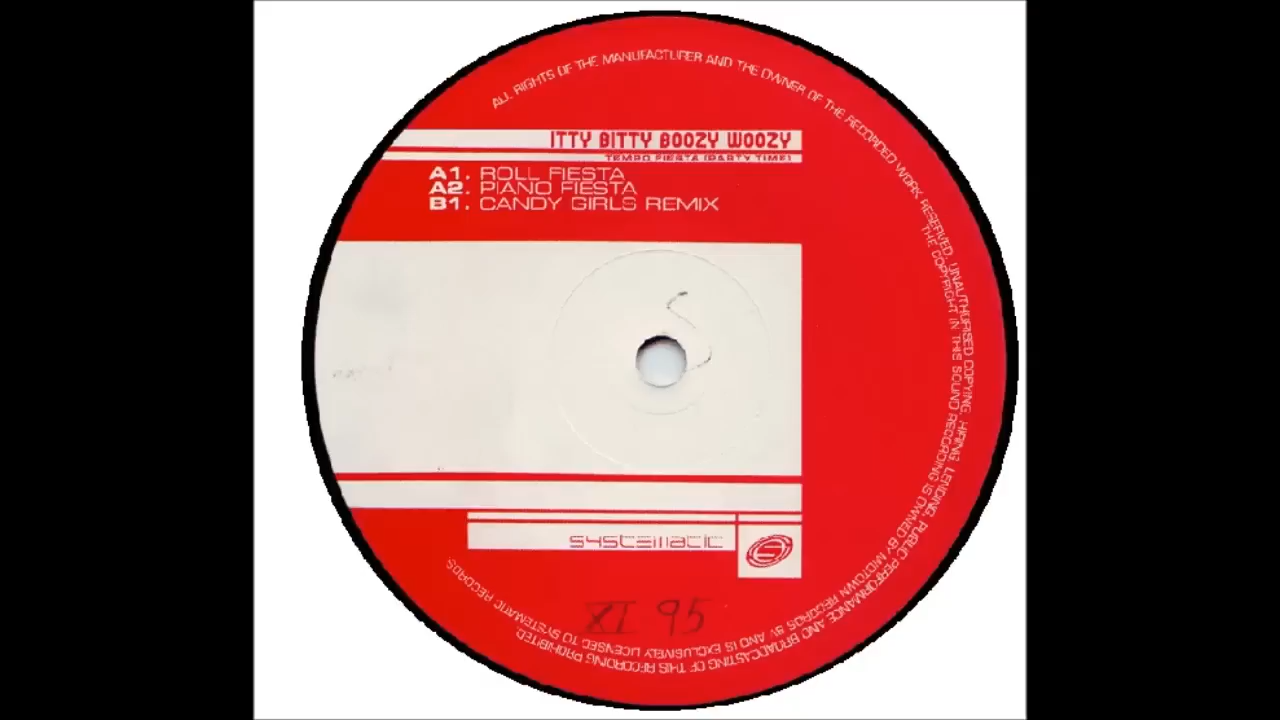 ALL RIGHTS OF THE MANUFACTURER AND THE OWNER OF THE RECORDED WORK RESERVED. UNAUTHORISED COPYING, HIRING, LENDING, PUBLIC PERFORMANCE AND BROADCASTING OF THIS RECORDING PROHIBITED.
THE COPYRIGHT IN THIS SOUND RECORDING IS OWNED BY MIDTOWN RECORDS BV AND IS EXCLUSIVELY LICENSED TO SYSTEMATIC RECORDS
ITTY BITTY BOOZY WOOZY
TEMPO FIESTA (PARTY TIME)
A1. ROLL FIESTA
A2. PIANO FIESTA
B1. CANDY GIRLS REMIX
systematic
XI 95